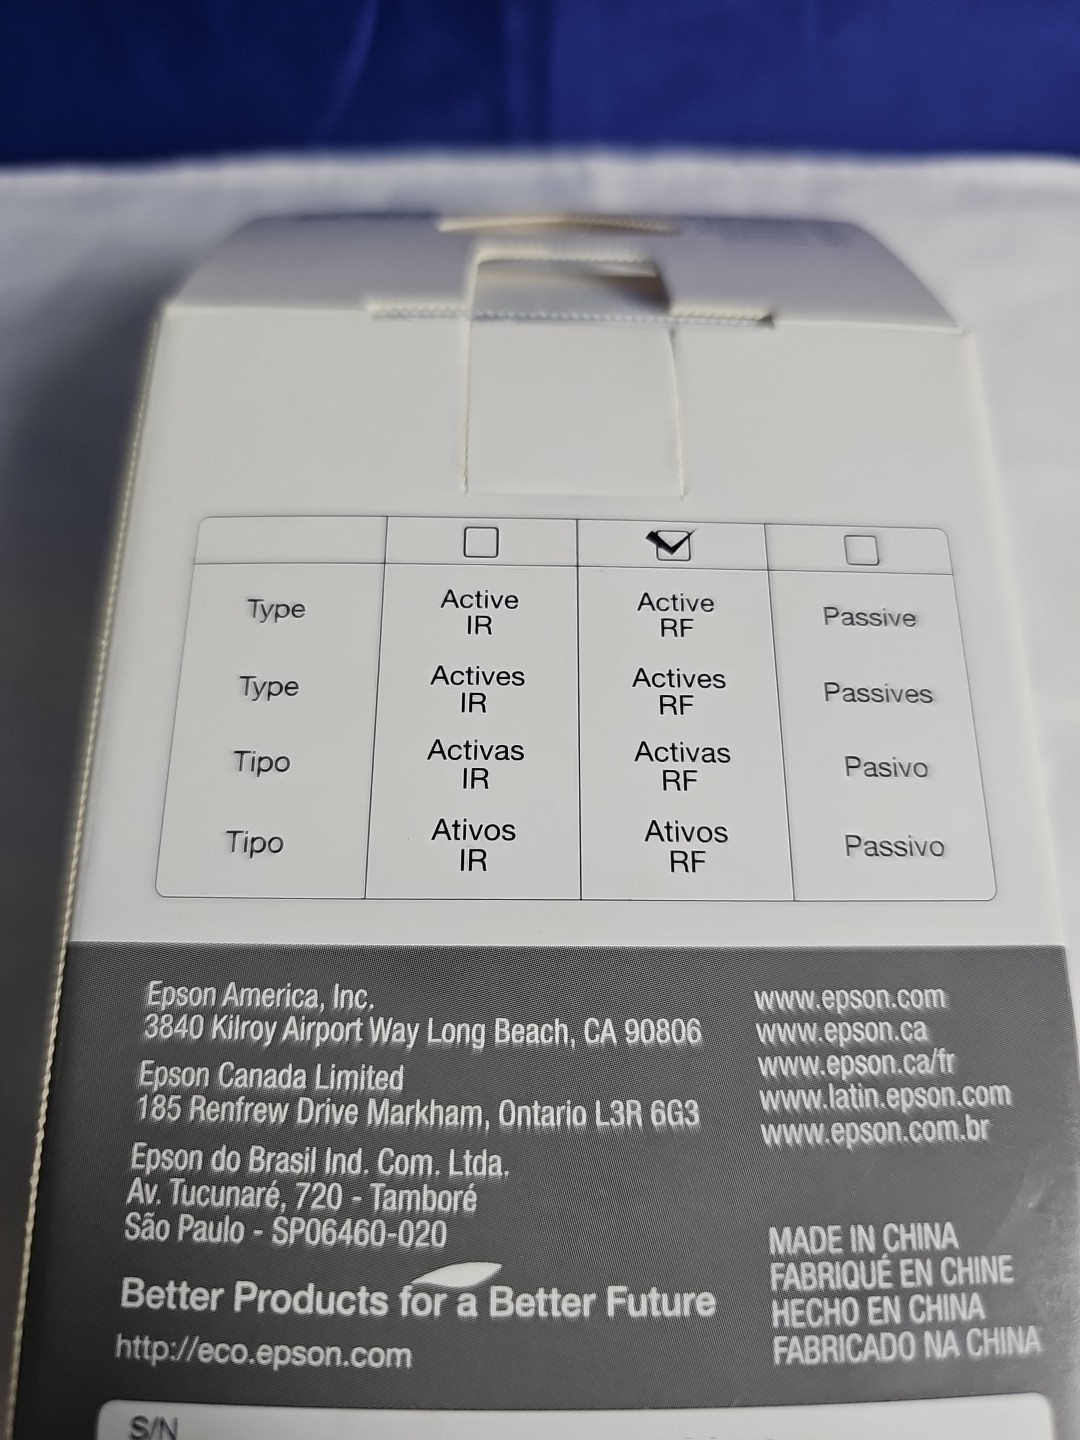 Type Active Active Passive
IR RF
Type Actives Actives Passives
IR RF
Tipo Activas Activas Pasivo
IR RF
Tipo Ativos Ativos Passivo
IR RF
Epson America, Inc.
3840 Kilroy Airport Way Long Beach, CA 90806
Epson Canada Limited
185 Renfrew Drive Markham, Ontario L3R 6G3
Epson do Brasil Ind. Com. Ltda.
Av. Tucunaré, 720 - Tamboré
São Paulo - SP06460-020
Better Products for a Better Future
http://eco.epson.com
www.epson.com
www.epson.ca
www.epson.ca/fr
www.latin.epson.com
www.epson.com.br
MADE IN CHINA
FABRIQUÉ EN CHINE
HECHO EN CHINA
FABRICADO NA CHINA
S/N